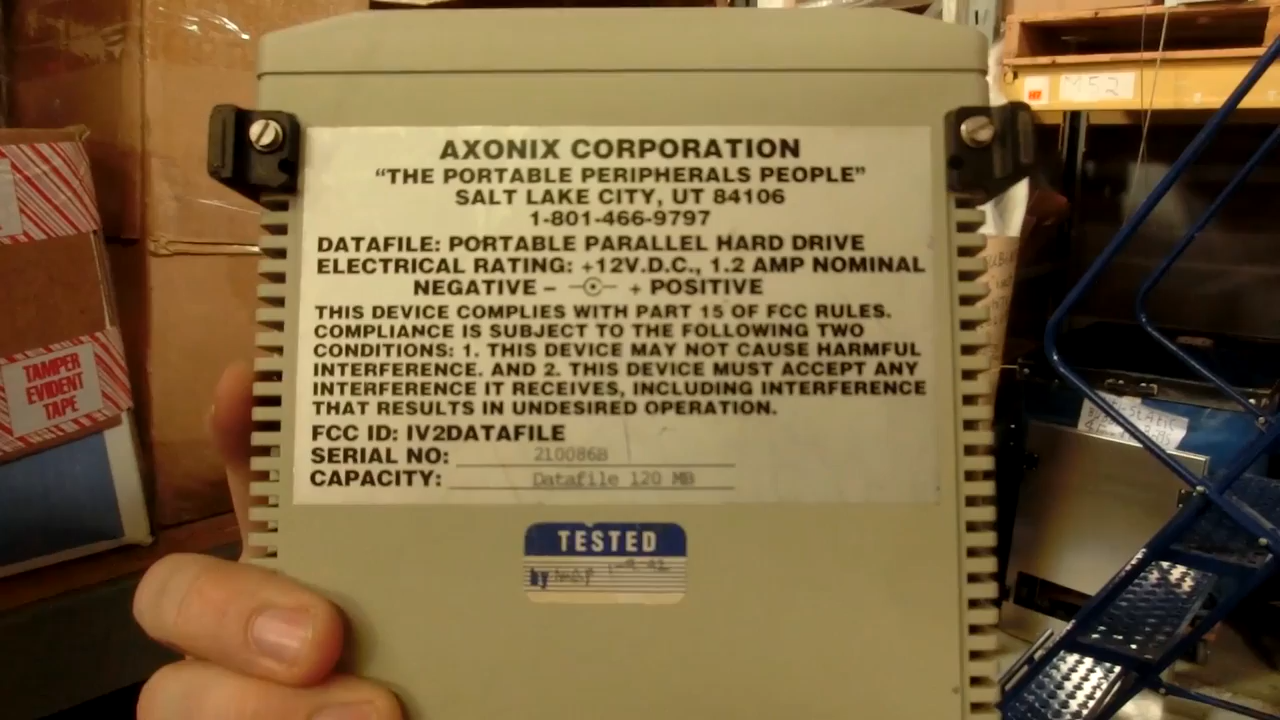 AXONIX CORPORATION
“THE PORTABLE PERIPHERALS PEOPLE”
SALT LAKE CITY, UT 84106
1-801-466-9797
DATAFILE: PORTABLE PARALLEL HARD DRIVE
ELECTRICAL RATING: +12V.D.C., 1.2 AMP NOMINAL
NEGATIVE – + POSITIVE
THIS DEVICE COMPLIES WITH PART 15 OF FCC RULES.
COMPLIANCE IS SUBJECT TO THE FOLLOWING TWO
CONDITIONS: 1. THIS DEVICE MAY NOT CAUSE HARMFUL
INTERFERENCE. AND 2. THIS DEVICE MUST ACCEPT ANY
INTERFERENCE IT RECEIVES, INCLUDING INTERFERENCE
THAT RESULTS IN UNDESIRED OPERATION.
FCC ID: IV2DATAFILE
SERIAL NO: 210086B
CAPACITY: Datafile 120 MB
TESTED
by
TAMPER
EVIDENT
TAPE
M52